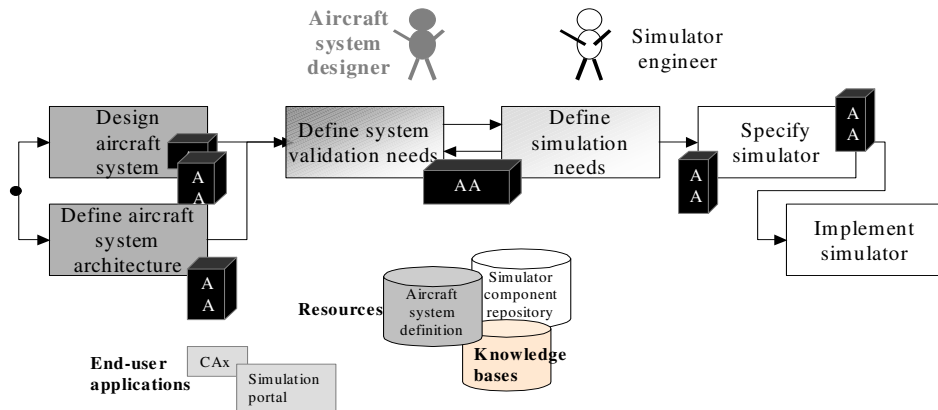 Aircraft
system
designer
Simulator
engineer
Design
aircraft
system
A
A
Define system
validation needs
AA
Define
simulation
needs
Specify
simulator
A
A
A
A
Define aircraft
system
architecture
A
A
Implement
simulator
Resources
Aircraft
system
definition
Simulator
component
repository
Knowledge
bases
End-user
applications
CAx
Simulation
portal